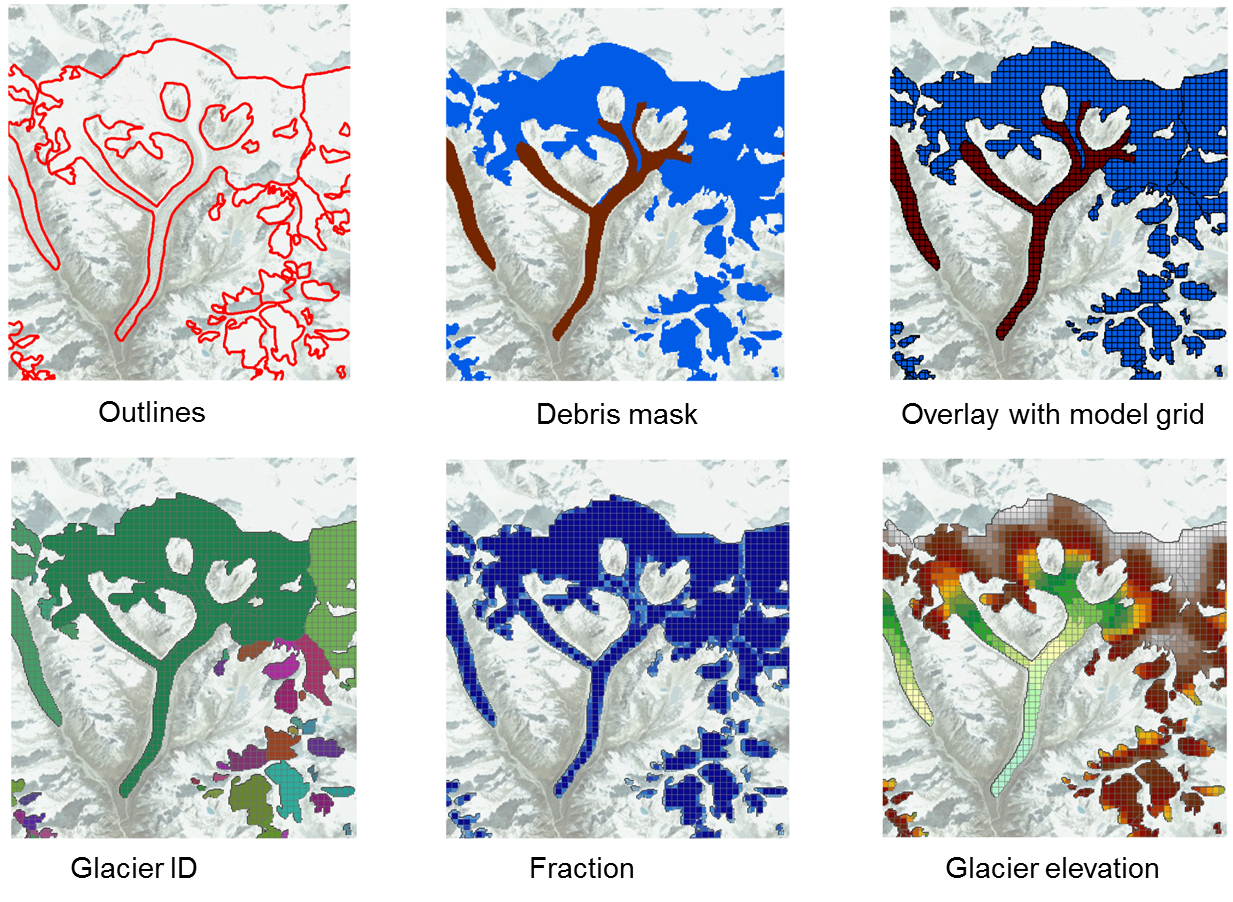 Outlines
Debris mask
Overlay with model grid
Glacier ID
Fraction
Glacier elevation